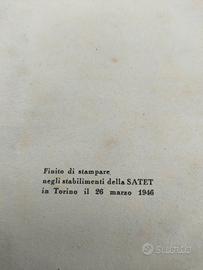 Finito di stampare
negli stabilimenti della SATET
in Torino il 26 marzo 1946
subito